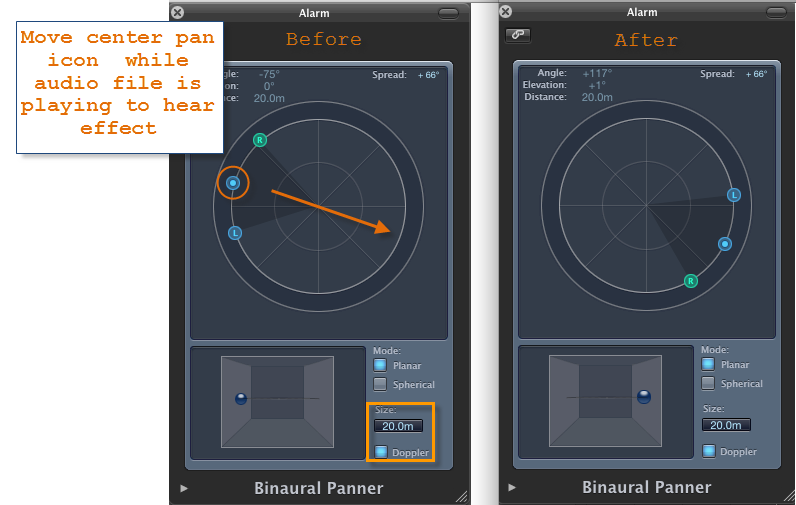 Alarm
Before
Move center pan
icon while
audio file is
playing to hear
effect
gle: -75°
on: 0°
ce: 20.0m
Spread: + 66°
R
L
Mode:
Planar
Spherical
Size:
20.0m
Doppler
Binaural Panner
Alarm
After
Angle: +117°
Elevation: +1°
Distance: 20.0m
Spread: + 66°
L
R
Mode:
Planar
Spherical
Size:
20.0m
Doppler
Binaural Panner